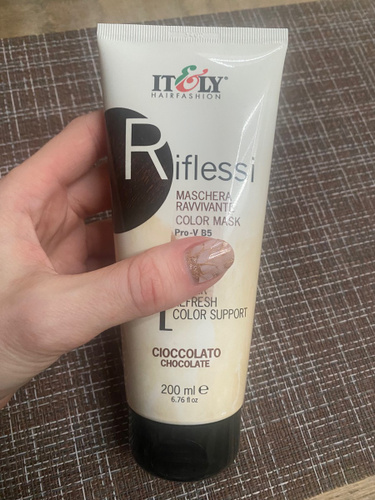 IT&LY®
HAIRFASHION
Riflessi
MASCHERA
RAVVIVANTE
COLOR MASK
Pro-V B5
COLOR SUPPORT
CIOCCOLATO
CHOCOLATE
200 ml e
6.76 fl oz